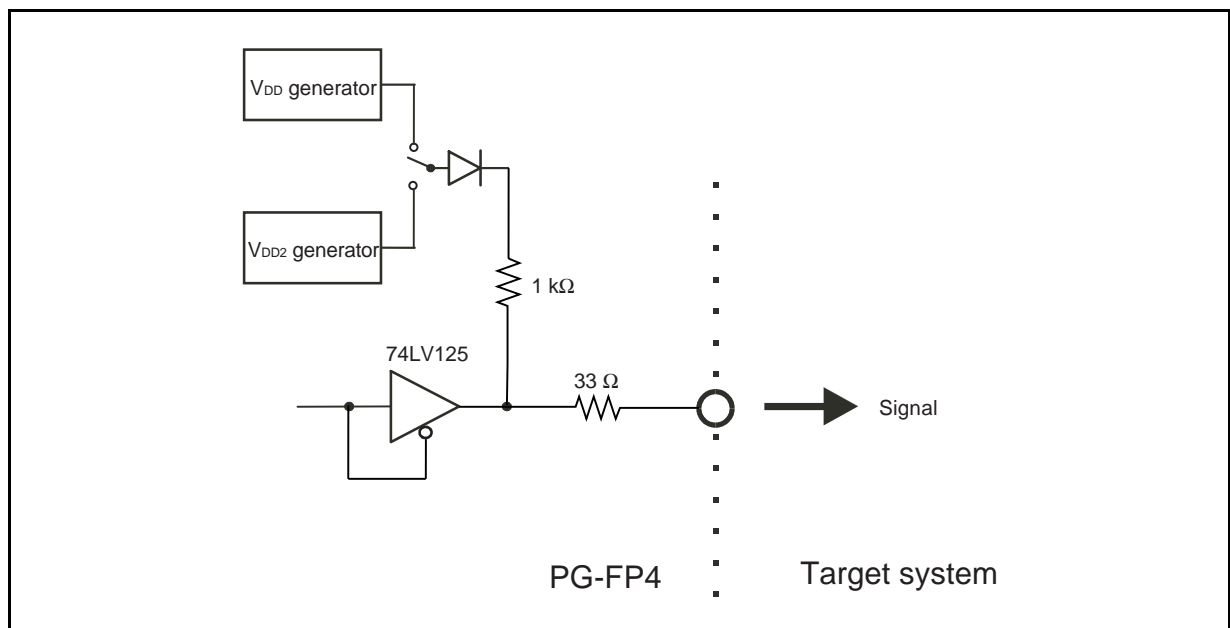 VDD generator
VDD2 generator
1 kΩ
74LV125
33 Ω
Signal
PG-FP4
Target system